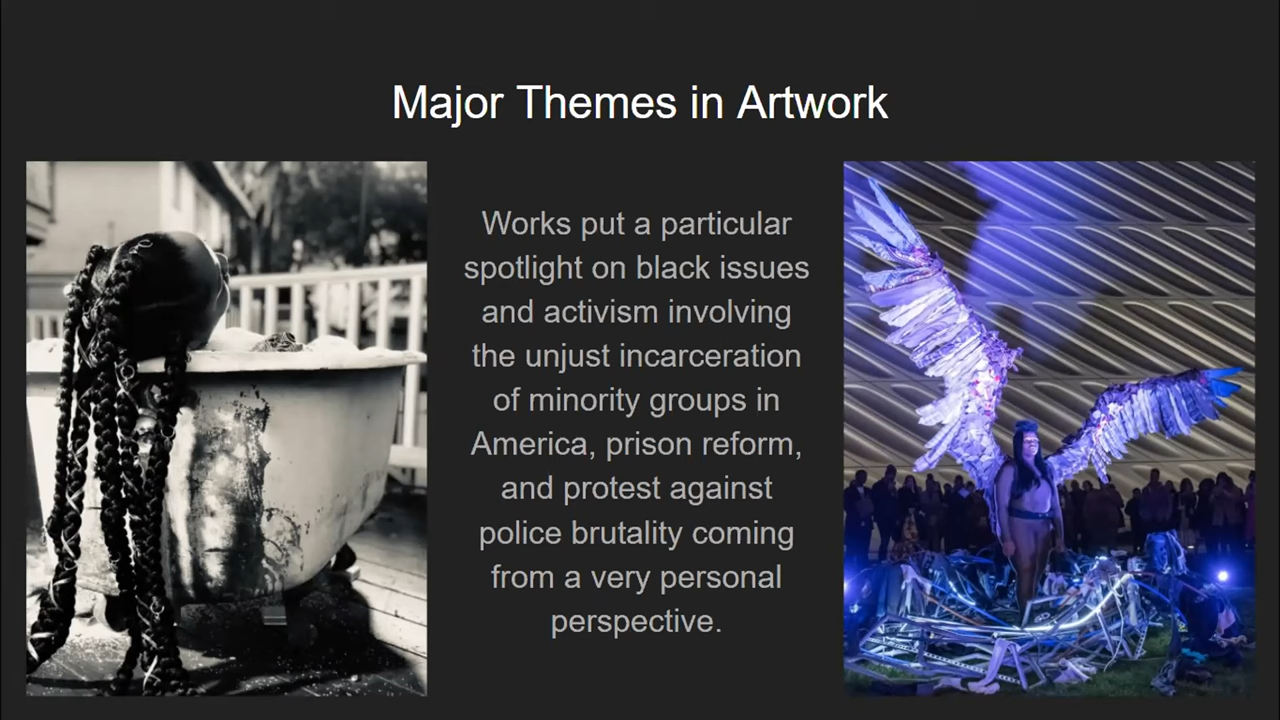 Major Themes in Artwork
Works put a particular
spotlight on black issues
and activism involving
the unjust incarceration
of minority groups in
America, prison reform,
and protest against
police brutality coming
from a very personal
perspective.